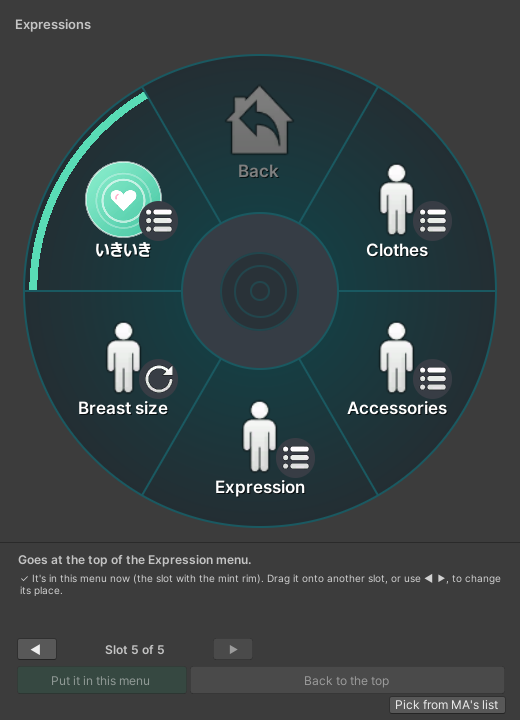 Expressions
Back
いきいき
Clothes
Breast size
Accessories
Expression
Goes at the top of the Expression menu.
✓ It's in this menu now (the slot with the mint rim). Drag it onto another slot, or use ◀ ▶, to change
its place.
◀ Slot 5 of 5 ▶
Put it in this menu
Back to the top
Pick from MA's list